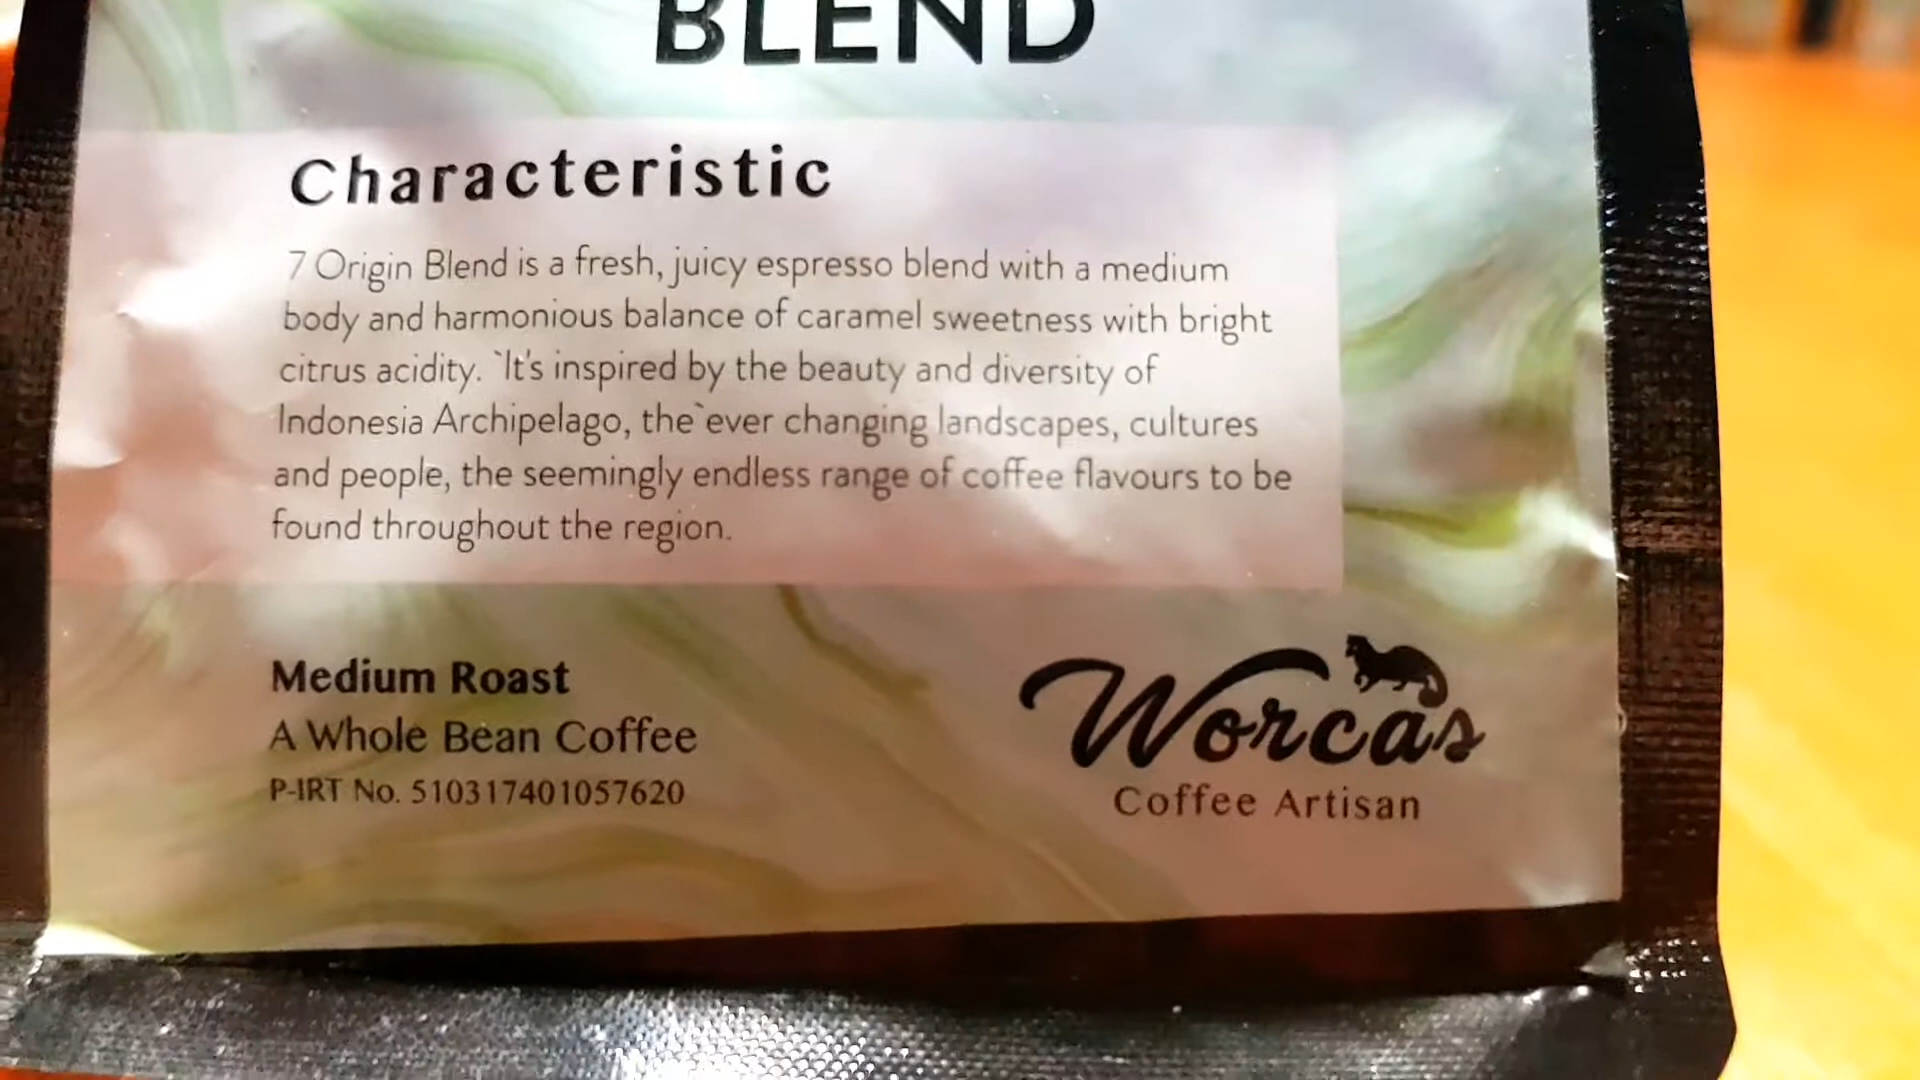 BLEND
Characteristic
7 Origin Blend is a fresh, juicy espresso blend with a medium
body and harmonious balance of caramel sweetness with bright
citrus acidity. `It's inspired by the beauty and diversity of
Indonesia Archipelago, the`ever changing landscapes, cultures
and people, the seemingly endless range of coffee flavours to be
found throughout the region.
Medium Roast
A Whole Bean Coffee
P-IRT No. 510317401057620
Worcas
Coffee Artisan